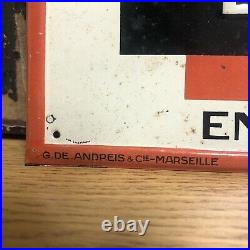 EN
G. DE ANDREIS & CIE-MARSEILLE